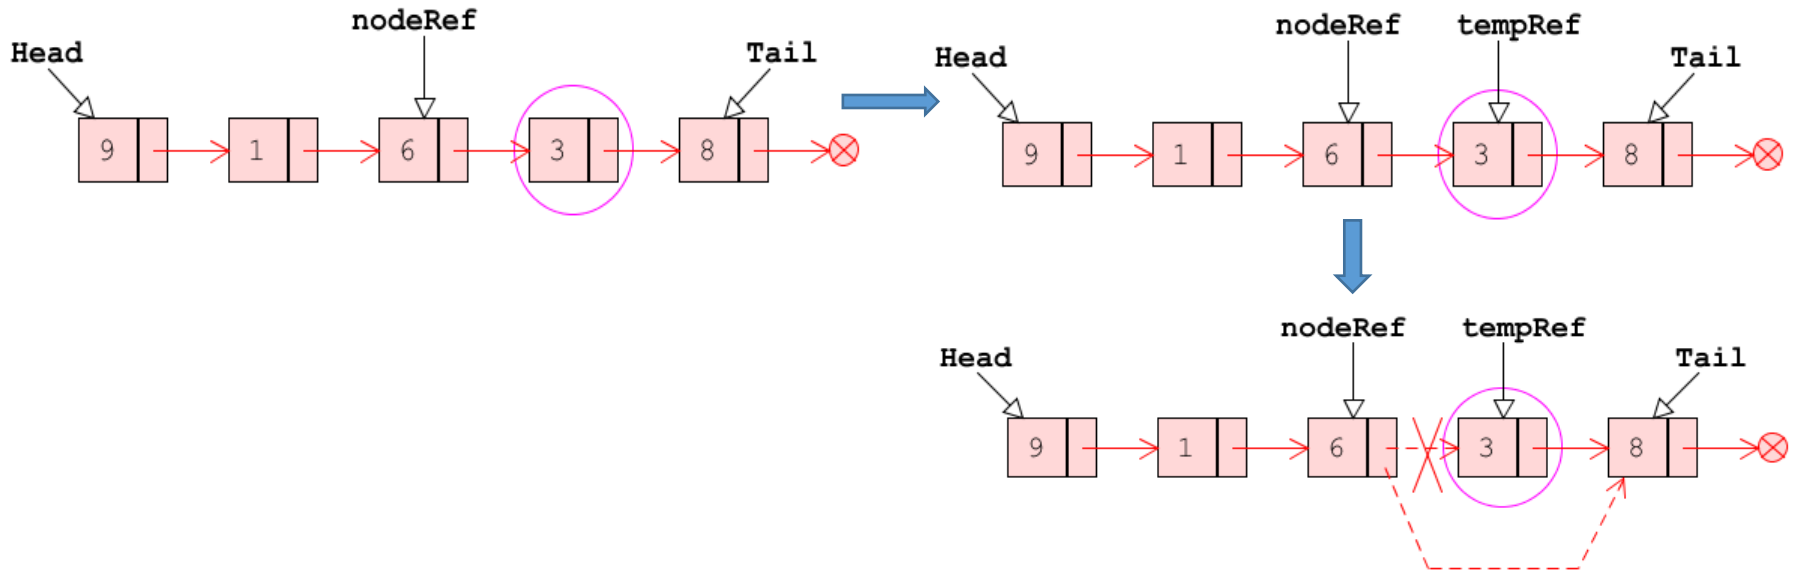 nodeRef
Head
Tail
9 1 6 3 8
nodeRef tempRef
Head
Tail
9 1 6 3 8
nodeRef tempRef
Head
Tail
9 1 6 3 8